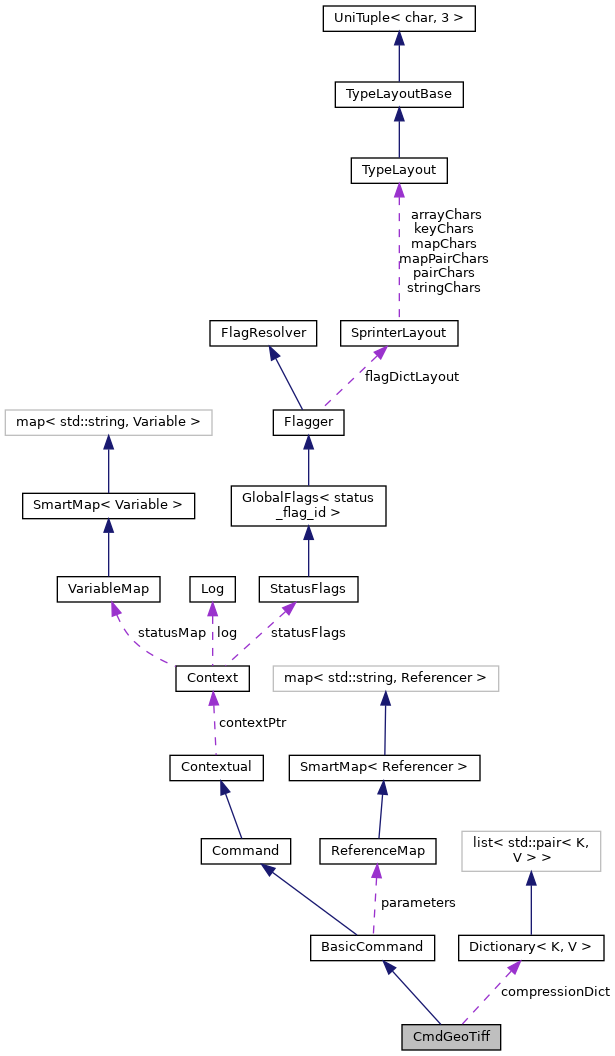 UniTuple< char, 3 >
TypeLayoutBase
TypeLayout
arrayChars
keyChars
mapChars
mapPairChars
pairChars
stringChars
FlagResolver
SprinterLayout
flagDictLayout
map< std::string, Variable >
Flagger
SmartMap< Variable >
GlobalFlags< status
_flag_id >
VariableMap
Log
StatusFlags
statusMap
log
statusFlags
Context
map< std::string, Referencer >
contextPtr
Contextual
SmartMap< Referencer >
Command
ReferenceMap
list< std::pair< K,
V > >
parameters
BasicCommand
Dictionary< K, V >
compressionDict
CmdGeoTiff